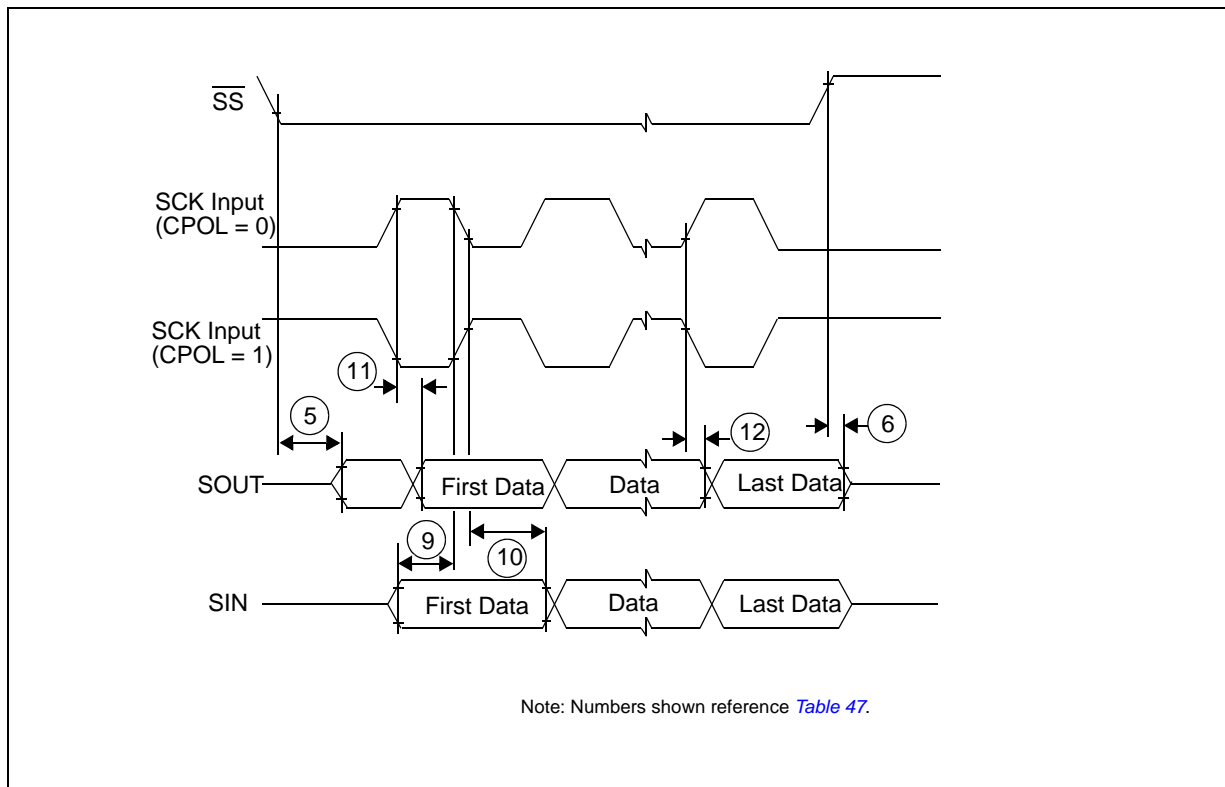 SS
SCK Input
(CPOL = 0)
SCK Input
(CPOL = 1)
11
5
12
6
SOUT
First Data
Data
Last Data
9
10
SIN
First Data
Data
Last Data
Note: Numbers shown reference Table 47.